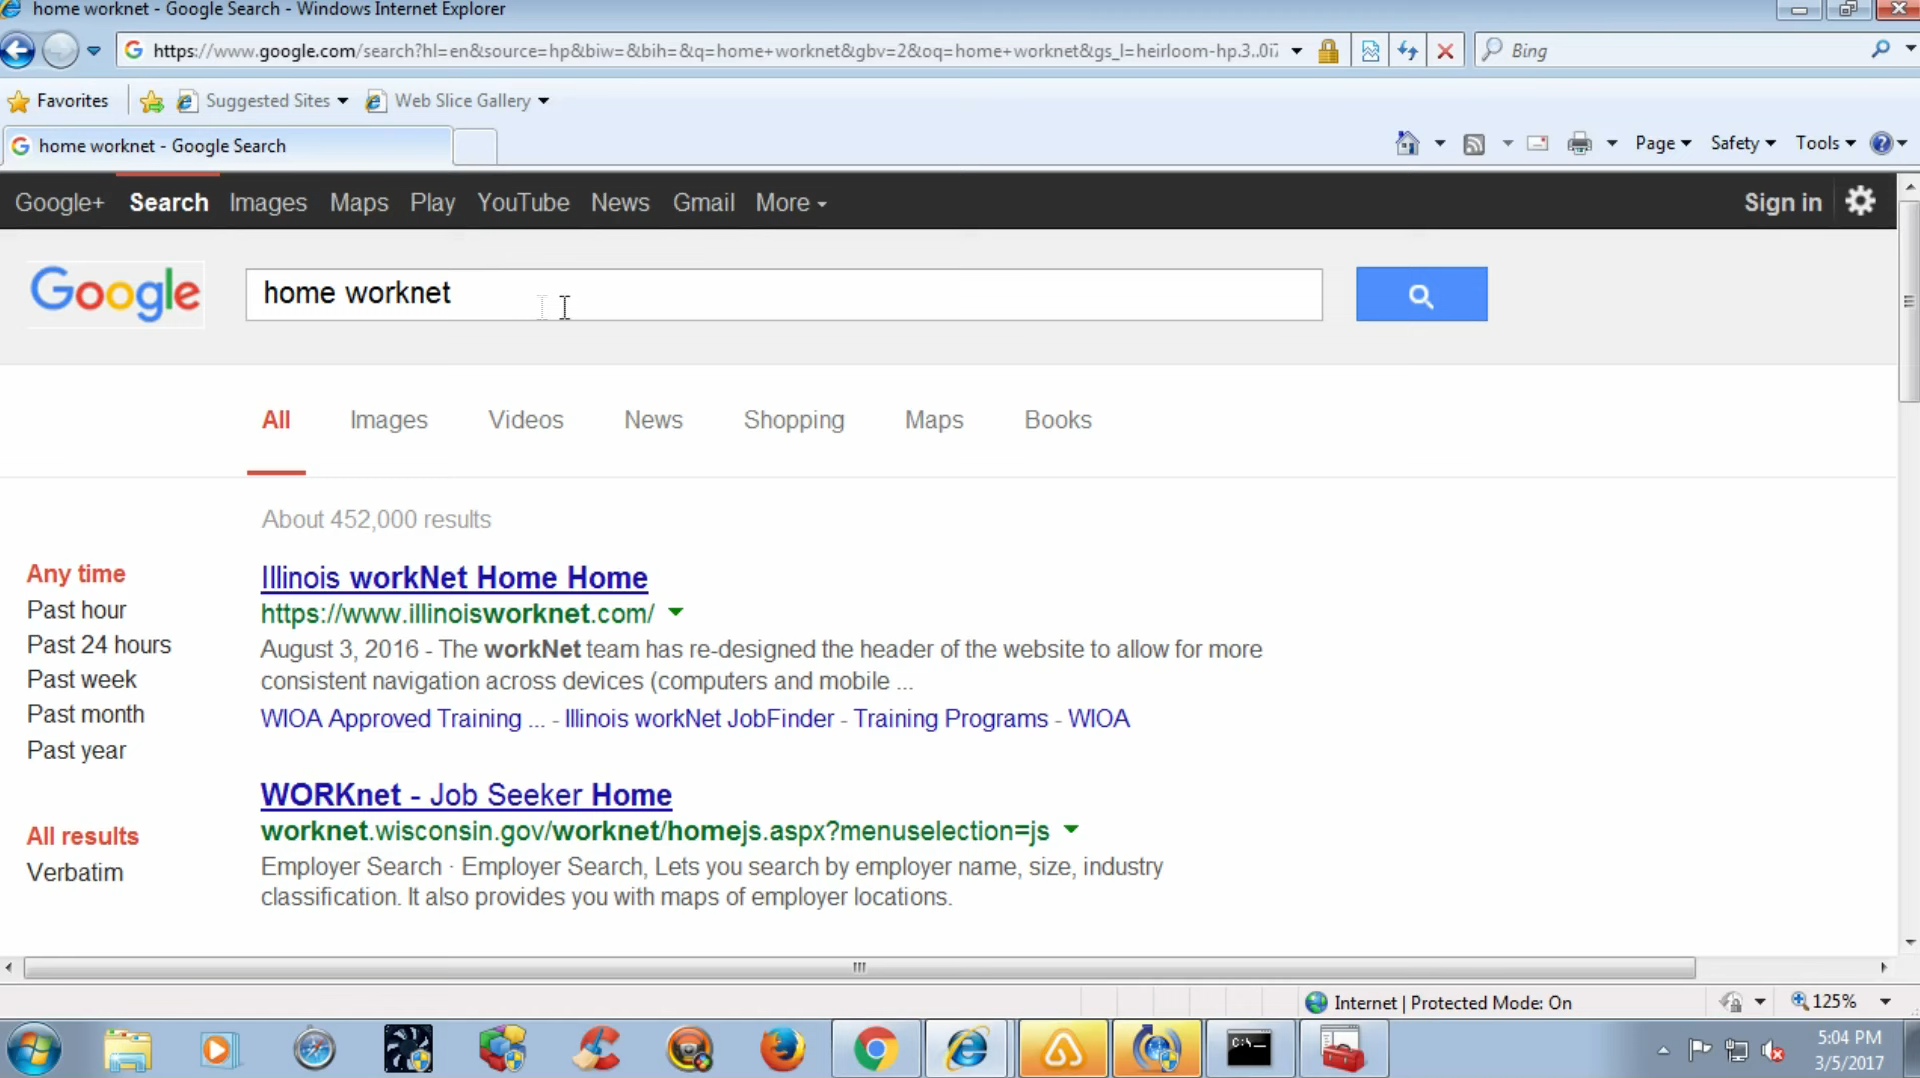 home worknet - Google Search - Windows Internet Explorer
https://www.google.com/search?hl=en&source=hp&biw=&bih=&q=home+worknet&gbv=2&oq=home+worknet&gs_l=heirloom-hp.3..0i7
Bing
Favorites
Suggested Sites
Web Slice Gallery
home worknet - Google Search
Page
Safety
Tools
Google+ Search Images Maps Play YouTube News Gmail More
Sign in
Google
home worknet
All Images Videos News Shopping Maps Books
About 452,000 results
Any time
Past hour
Past 24 hours
Past week
Past month
Past year
All results
Verbatim
Illinois workNet Home Home
https://www.illinoisworknet.com/
August 3, 2016 - The workNet team has re-designed the header of the website to allow for more
consistent navigation across devices (computers and mobile ...
WIOA Approved Training ... - Illinois workNet JobFinder - Training Programs - WIOA
WORKnet - Job Seeker Home
worknet.wisconsin.gov/worknet/homejs.aspx?menuselection=js
Employer Search · Employer Search, Lets you search by employer name, size, industry
classification. It also provides you with maps of employer locations.
Internet | Protected Mode: On
125%
C:\_
5:04 PM
3/5/2017